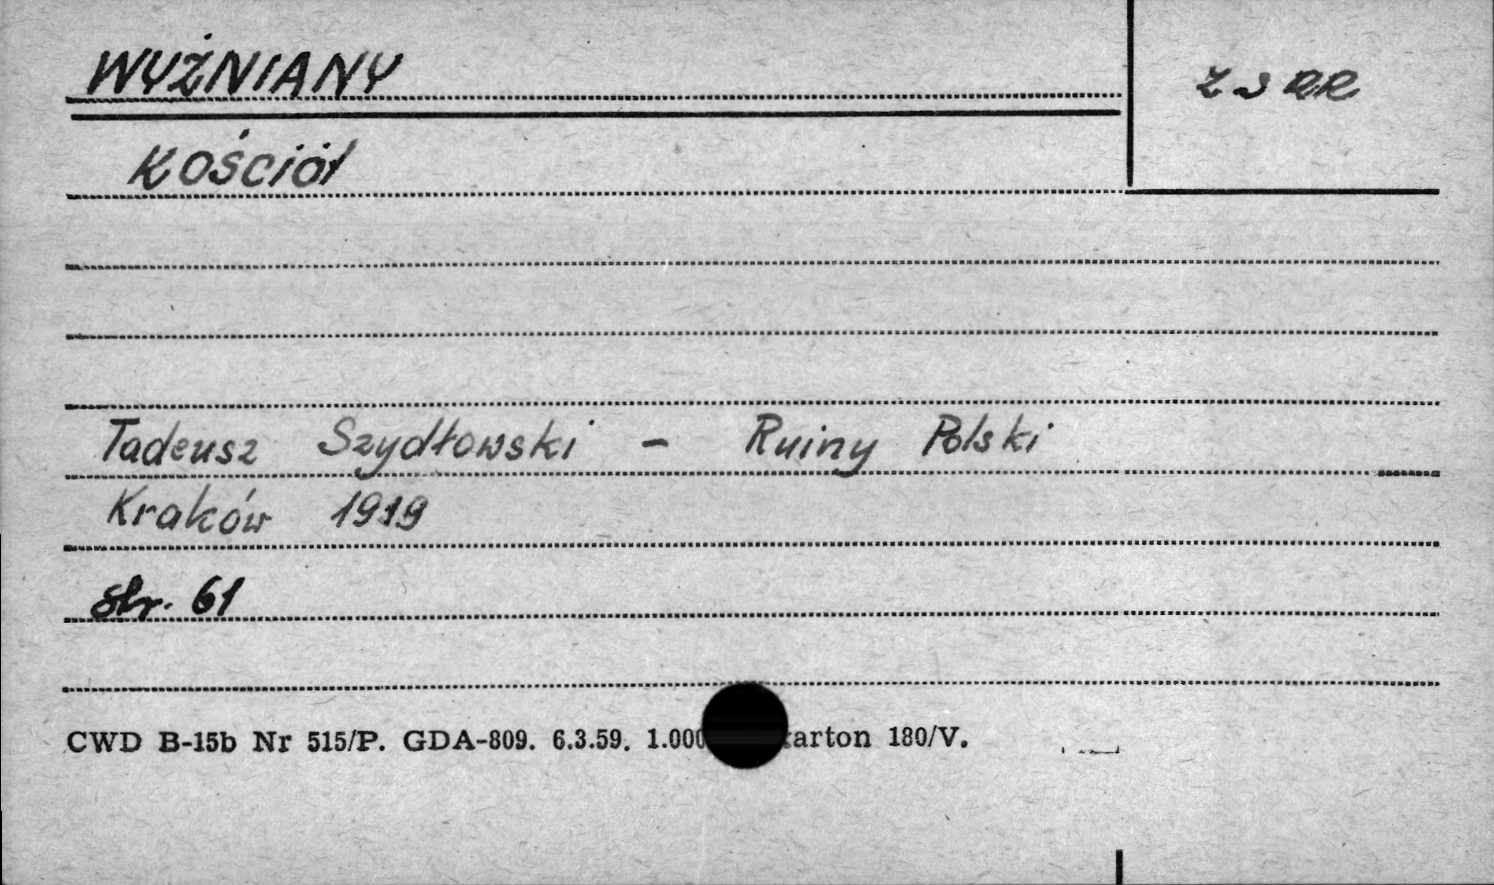 WYŻNIANY
ZSRR
Kościół
Tadeusz Szydłowski - Ruiny Polski
Kraków 1919
str. 61
CWD B-15b Nr 515/P. GDA-809. 6.3.59. 1.000 karton 180/V.